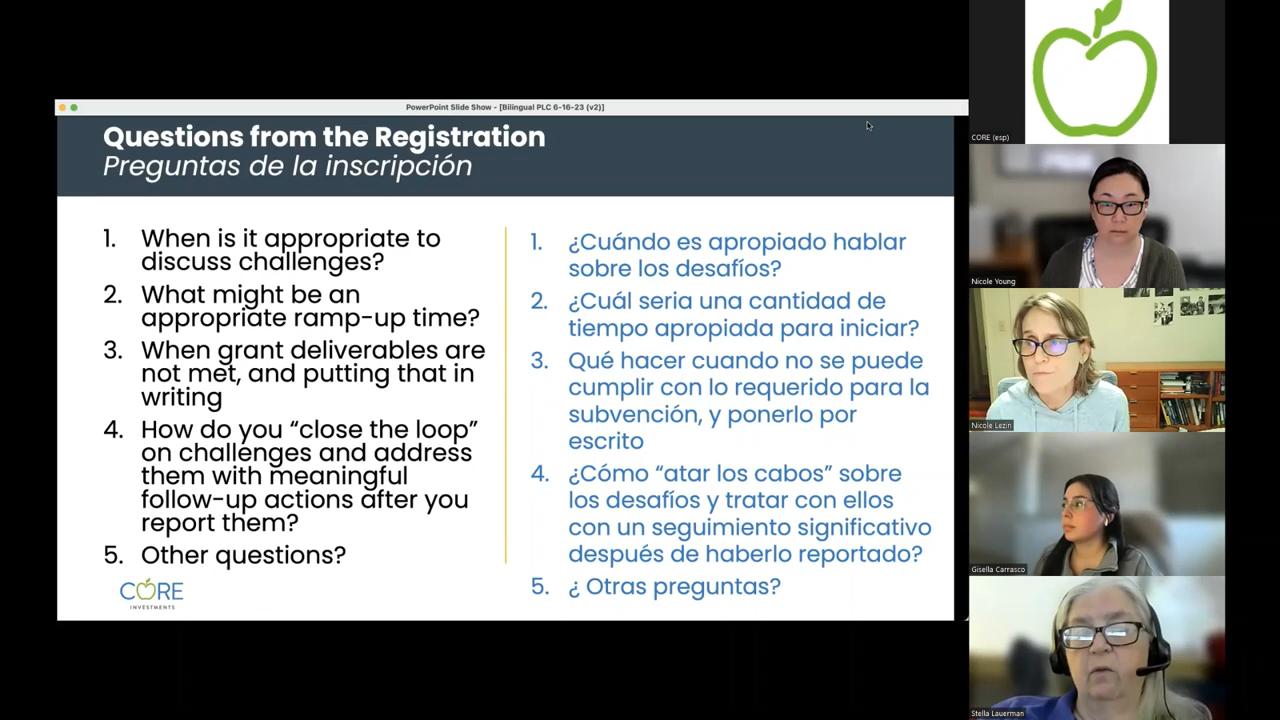 PowerPoint Slide Show - [Bilingual PLC 6-16-23 (v2)]
Questions from the Registration
Preguntas de la inscripción
1. When is it appropriate to
discuss challenges?
2. What might be an
appropriate ramp-up time?
3. When grant deliverables are
not met, and putting that in
writing
4. How do you “close the loop”
on challenges and address
them with meaningful
follow-up actions after you
report them?
5. Other questions?
1. ¿Cuándo es apropiado hablar
sobre los desafíos?
2. ¿Cuál seria una cantidad de
tiempo apropiada para iniciar?
3. Qué hacer cuando no se puede
cumplir con lo requerido para la
subvención, y ponerlo por
escrito
4. ¿Cómo “atar los cabos” sobre
los desafíos y tratar con ellos
con un seguimiento significativo
después de haberlo reportado?
5. ¿ Otras preguntas?
CORE
INVESTMENTS
CORE (esp)
Nicole Young
Nicole Lezin
Gisella Carrasco
Stella Lauerman